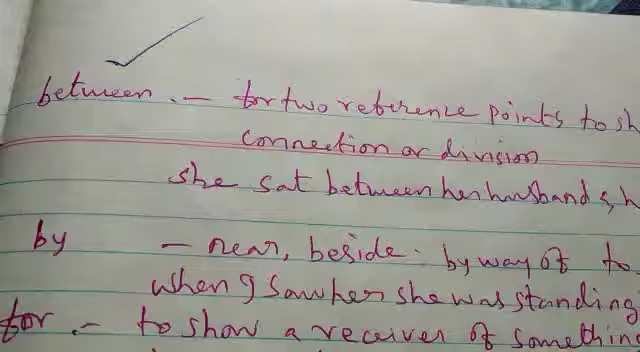 between. - for two reference points to sh
connection or division
she sat between her husband & h
by - near, beside. by way of to
when I saw her she was standing
for. - to show a receiver of something